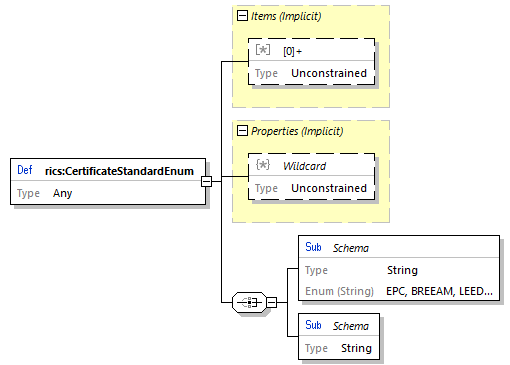 Items (Implicit)
[*] [0]+
Type Unconstrained
Properties (Implicit)
{*} Wildcard
Type Unconstrained
Def rics:CertificateStandardEnum
Type Any
Sub Schema
Type String
Enum (String) EPC, BREEAM, LEED...
Sub Schema
Type String